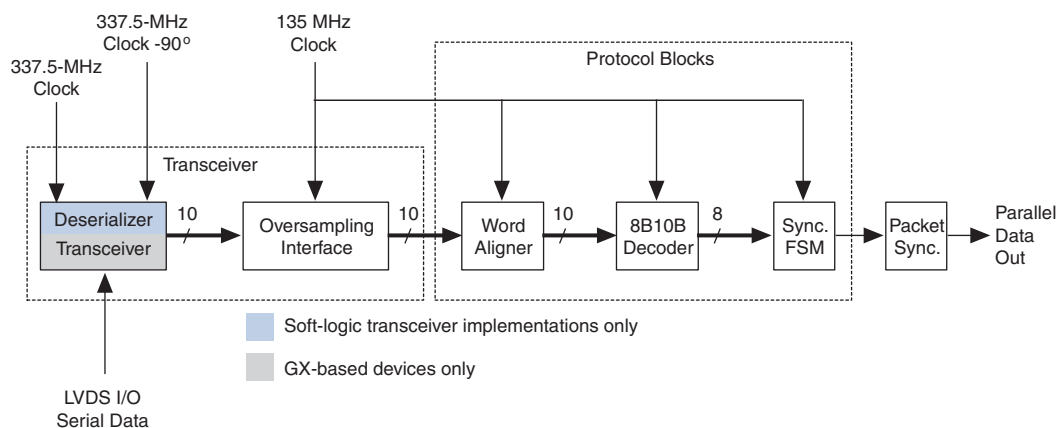 337.5-MHz
Clock -90°
135 MHz
Clock
337.5-MHz
Clock
Protocol Blocks
Transceiver
Deserializer
Transceiver
10
Oversampling
Interface
10
Word
Aligner
10
8B10B
Decoder
8
Sync.
FSM
Packet
Sync.
Parallel
Data
Out
Soft-logic transceiver implementations only
GX-based devices only
LVDS I/O
Serial Data